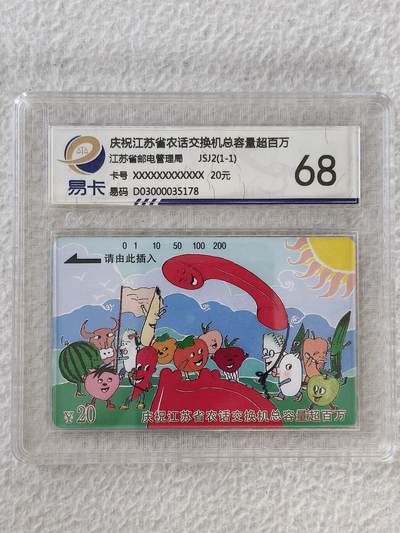 易卡
庆祝江苏省农话交换机总容量超百万
江苏省邮电管理局 JSJ2(1-1)
卡号 XXXXXXXXXXXXX 20元
易码 D03000035178
68
0 1 10 50 100 200
请由此插入
¥20
庆祝江苏省农话交换机总容量超百万